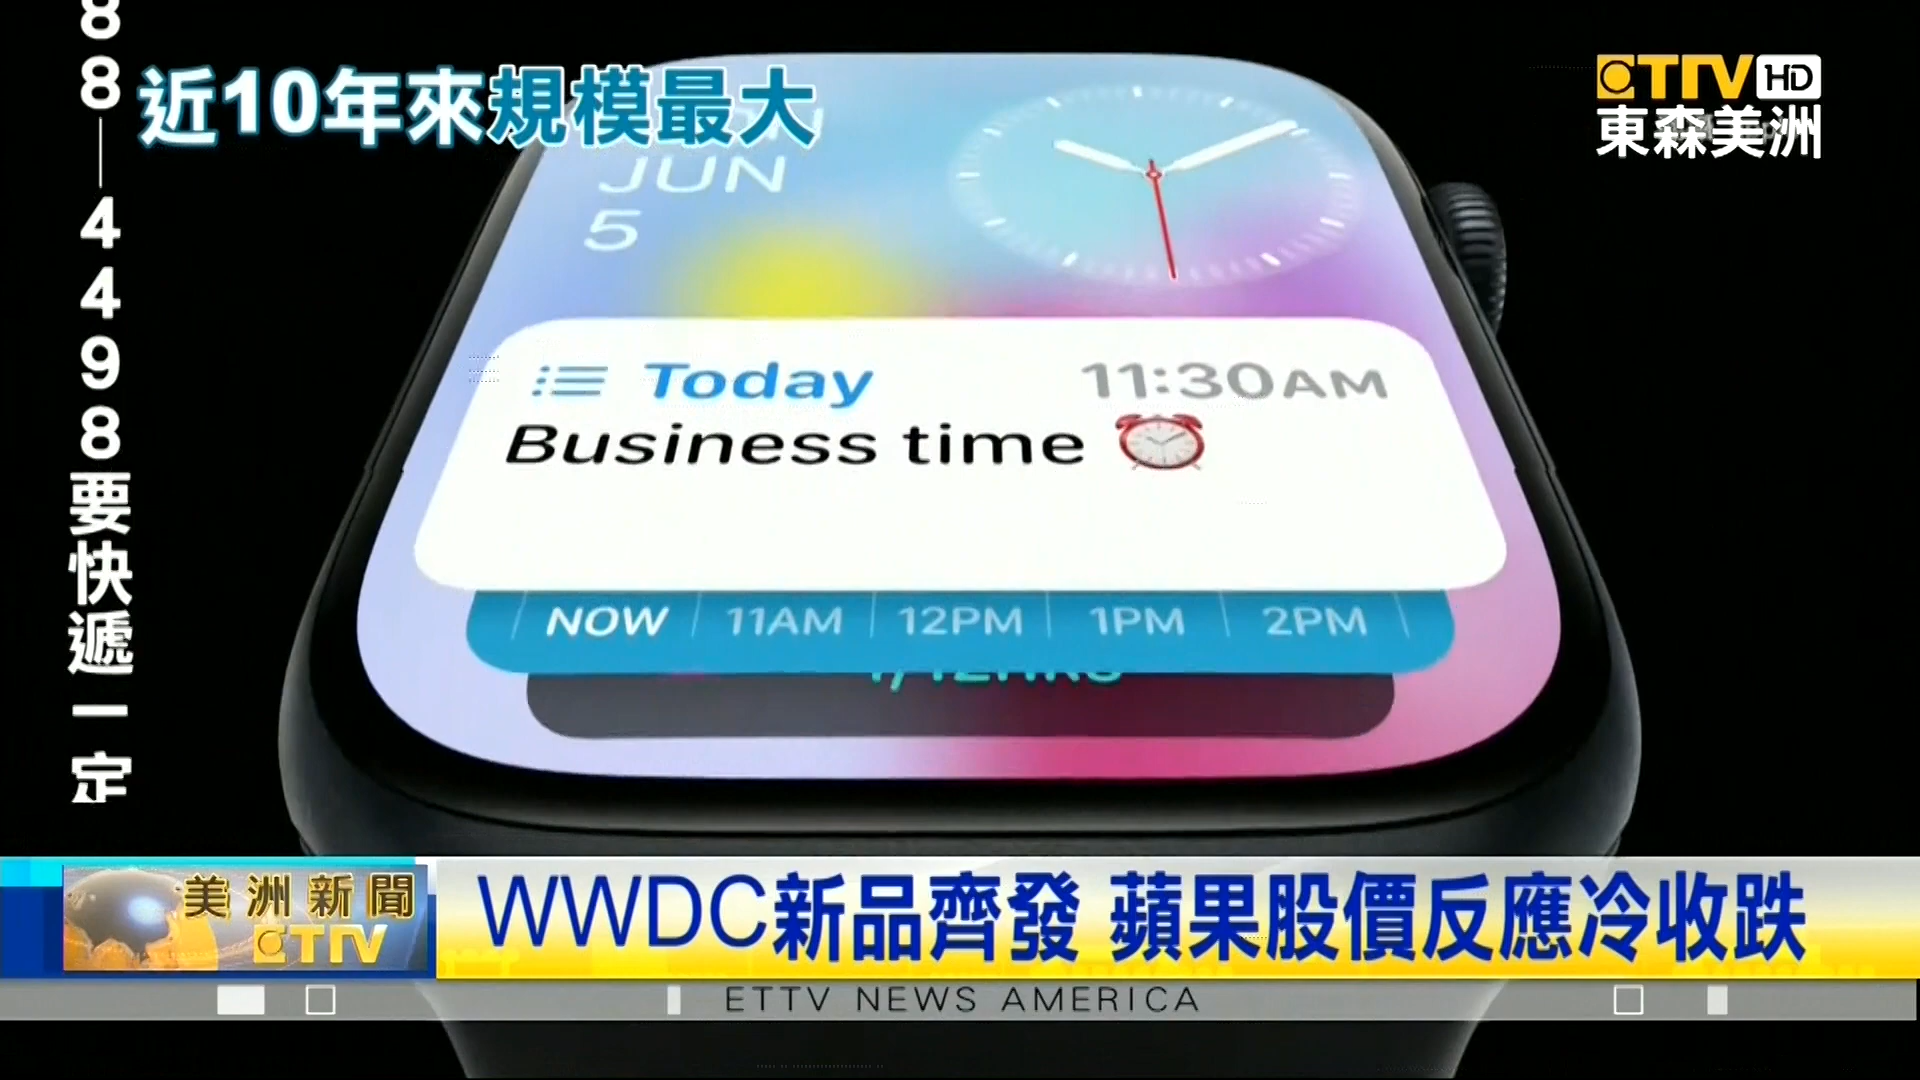 88—4498要快遞一定
近10年來規模最大
ETTV HD
東森美洲
JUN
5
Today 11:30AM
Business time
NOW 11AM 12PM 1PM 2PM
美洲新聞
ETTV
WWDC新品齊發 蘋果股價反應冷收跌
ETTV NEWS AMERICA